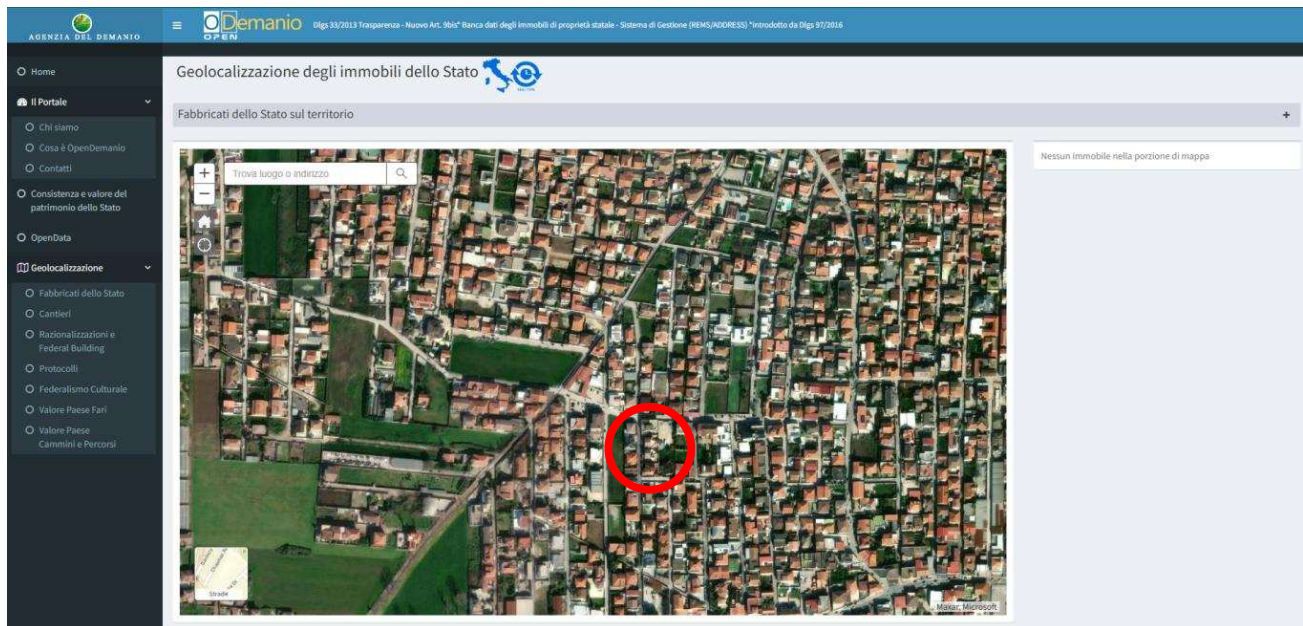 AGENZIA DEL DEMANIO
ODemanio
OPEN
Dlgs 33/2013 Trasparenza - Nuovo Art. 9bis* Banca dati degli immobili di proprietà statale - Sistema di Gestione (REMS/ADDRESS) *introdotto da Dlgs 97/2016
Home
Il Portale
Chi siamo
Cosa è OpenDemanio
Contatti
Consistenza e valore del
patrimonio dello Stato
OpenData
Geolocalizzazione
Fabbricati dello Stato
Cantieri
Razionalizzazioni e
Federal Building
Protocolli
Federalismo Culturale
Valore Paese Fari
Valore Paese
Cammini e Percorsi
Geolocalizzazione degli immobili dello Stato
Fabbricati dello Stato sul territorio
+
+
Trova luogo o indirizzo
−
Strade
Maxar, Microsoft
Nessun immobile nella porzione di mappa